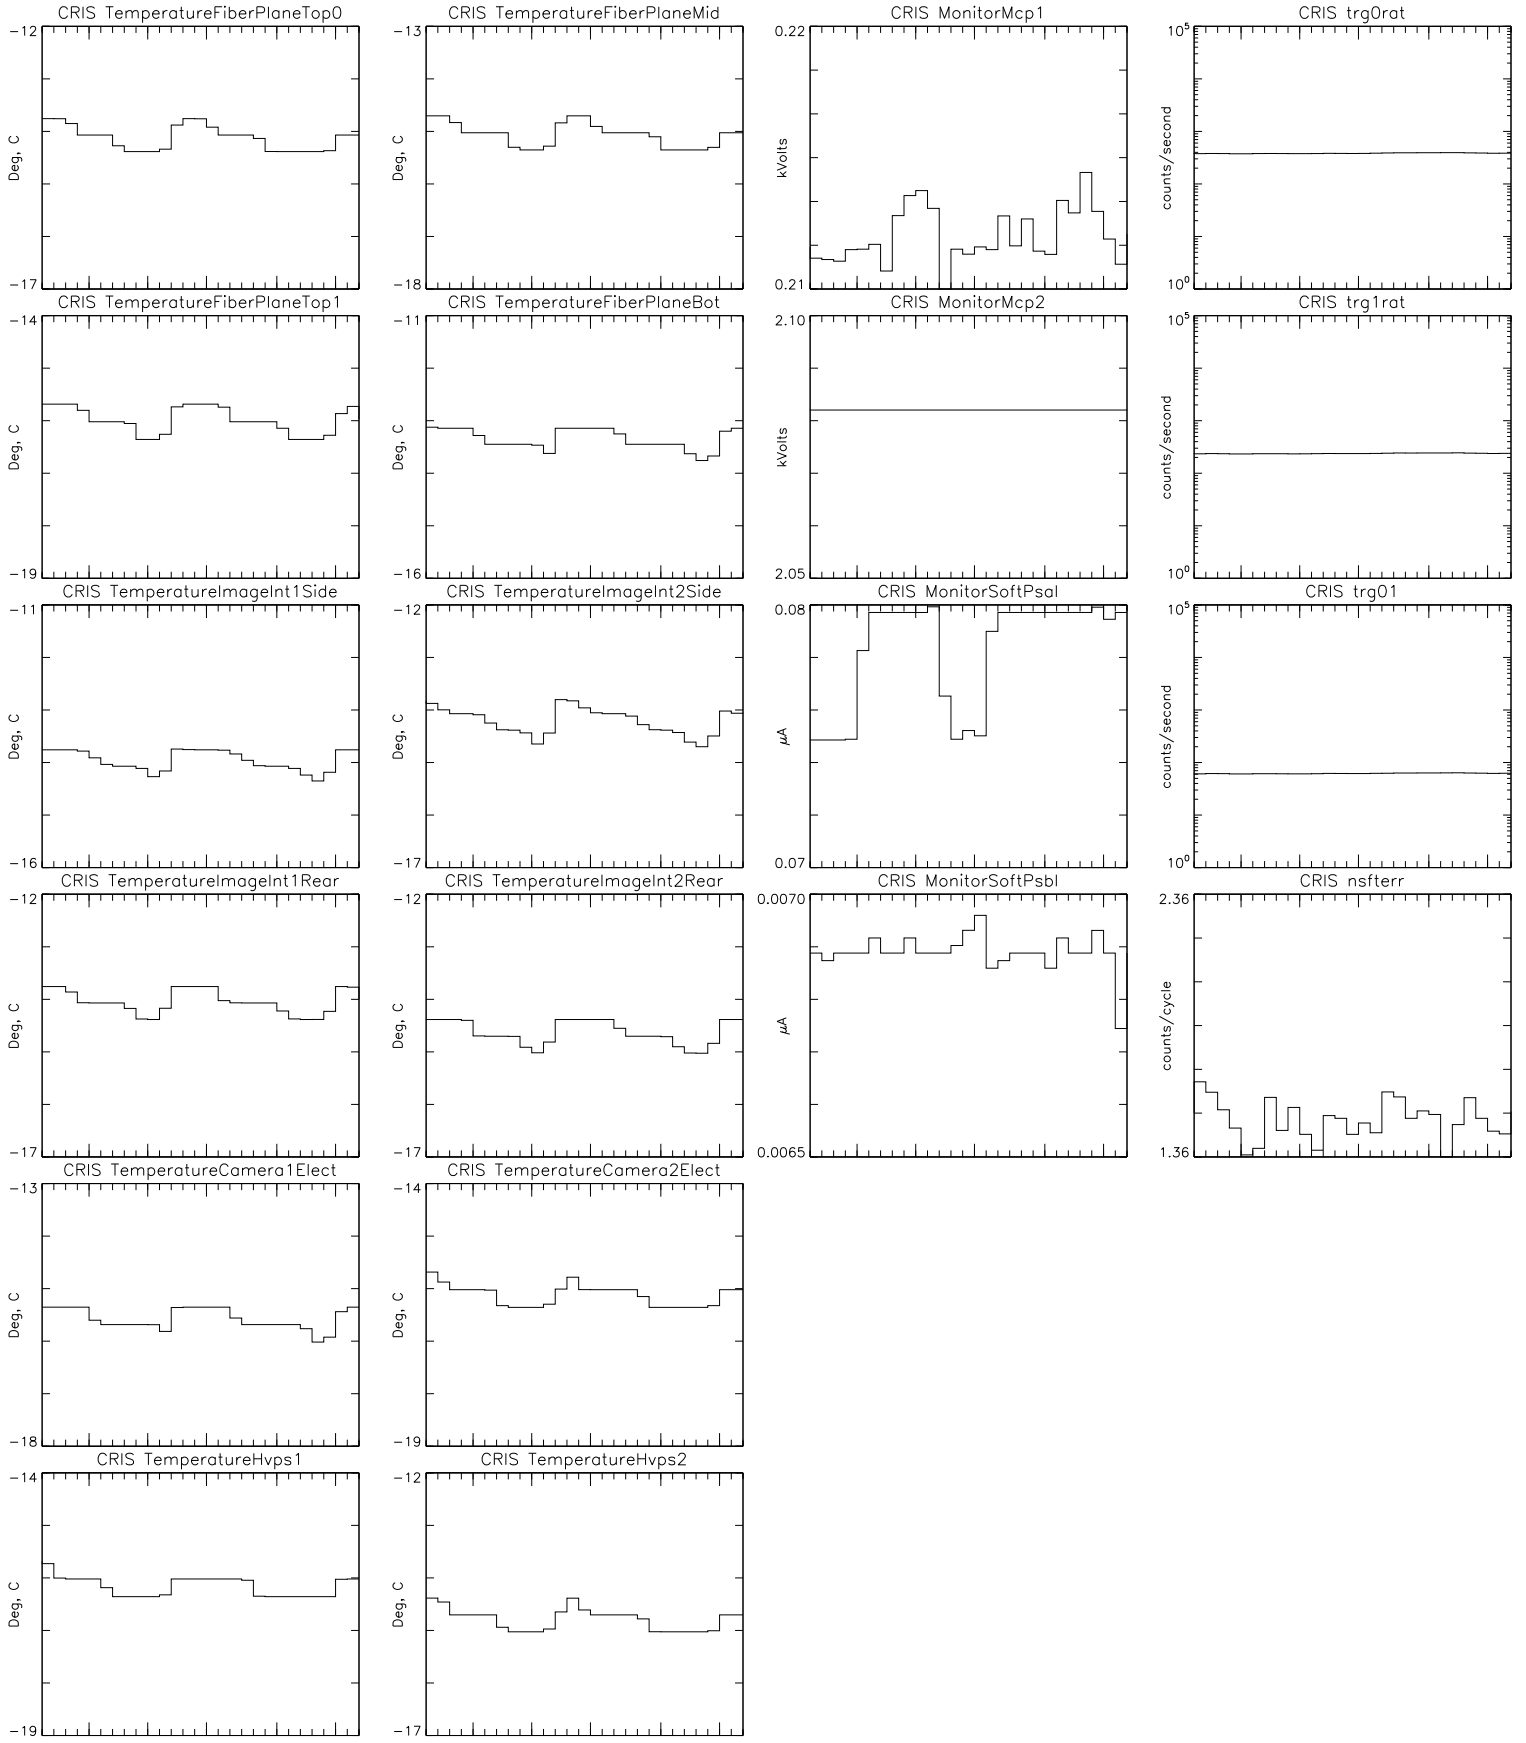 CRIS TemperatureFiberPlaneTop0
-12
Deg, C
-17
CRIS TemperatureFiberPlaneMid
-13
Deg, C
-18
CRIS MonitorMcp1
0.22
kVolts
0.21
CRIS trg0rat
10^5
counts/second
10^0
CRIS TemperatureFiberPlaneTop1
-14
Deg, C
-19
CRIS TemperatureFiberPlaneBot
-11
Deg, C
-16
CRIS MonitorMcp2
2.10
kVolts
2.05
CRIS trg1rat
10^5
counts/second
10^0
CRIS TemperatureImageInt1Side
-11
Deg, C
-16
CRIS TemperatureImageInt2Side
-12
Deg, C
-17
CRIS MonitorSoftPsaI
0.08
μA
0.07
CRIS trg01
10^5
counts/second
10^0
CRIS TemperatureImageInt1Rear
-12
Deg, C
-17
CRIS TemperatureImageInt2Rear
-12
Deg, C
-17
CRIS MonitorSoftPsbI
0.0070
μA
0.0065
CRIS nsfterr
2.36
counts/cycle
1.36
CRIS TemperatureCamera1Elect
-13
Deg, C
-18
CRIS TemperatureCamera2Elect
-14
Deg, C
-19
CRIS TemperatureHvps1
-14
Deg, C
-19
CRIS TemperatureHvps2
-12
Deg, C
-17